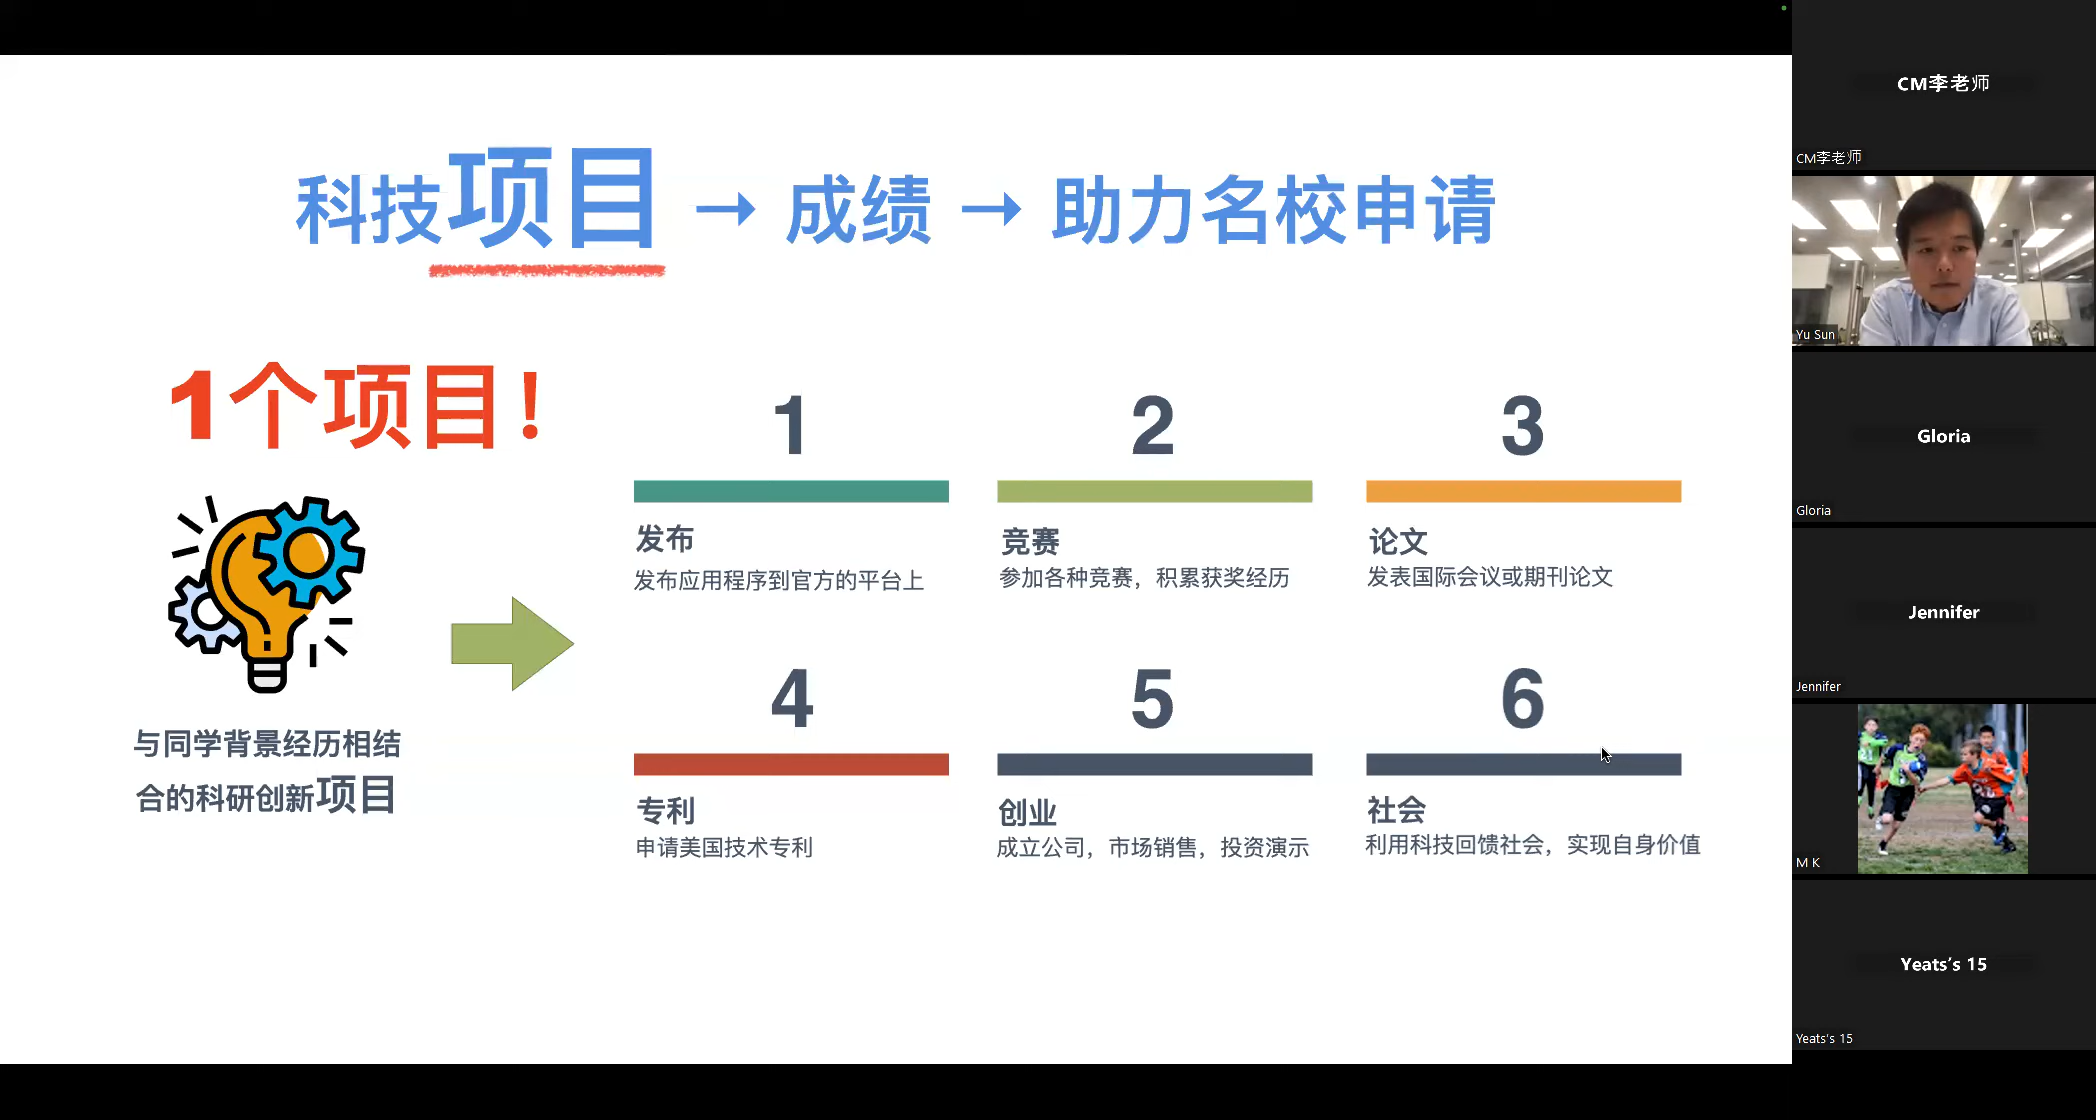 科技项目 → 成绩 → 助力名校申请
1个项目！
与同学背景经历相结
合的科研创新项目
1
发布
发布应用程序到官方的平台上
2
竞赛
参加各种竞赛，积累获奖经历
3
论文
发表国际会议或期刊论文
4
专利
申请美国技术专利
5
创业
成立公司，市场销售，投资演示
6
社会
利用科技回馈社会，实现自身价值
CM李老师
CM李老师
Yu Sun
Gloria
Gloria
Jennifer
Jennifer
M K
Yeats's 15
Yeats's 15